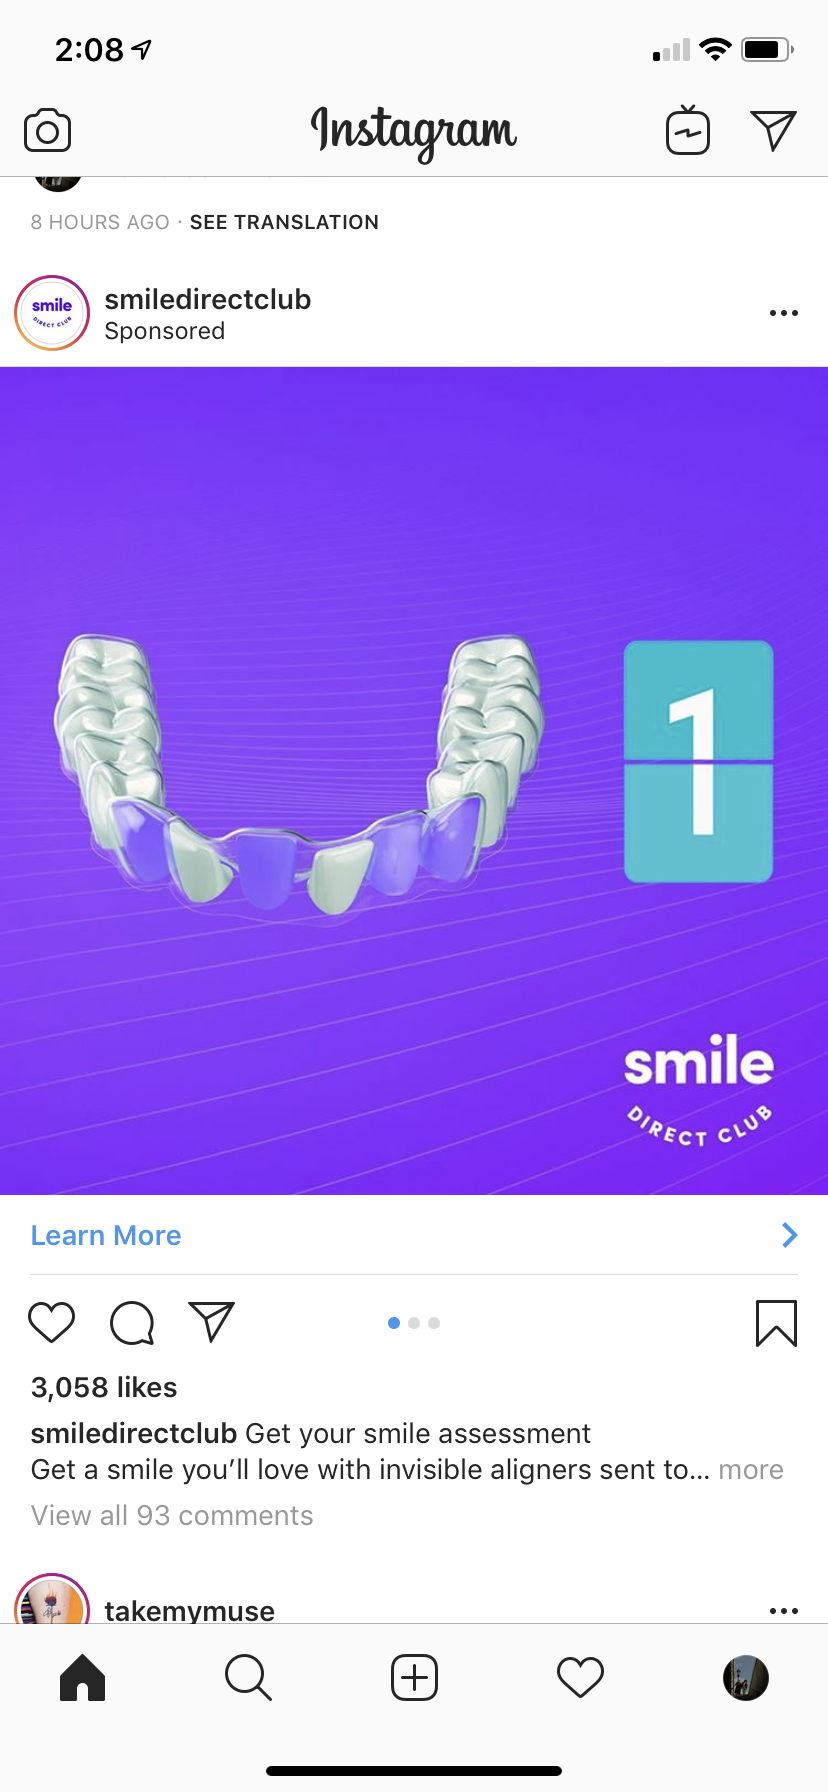 2:08
Instagram
8 HOURS AGO · SEE TRANSLATION
smile
DIRECT CLUB
smiledirectclub
Sponsored
1
smile
DIRECT CLUB
Learn More
3,058 likes
smiledirectclub Get your smile assessment
Get a smile you’ll love with invisible aligners sent to... more
View all 93 comments
takemymuse